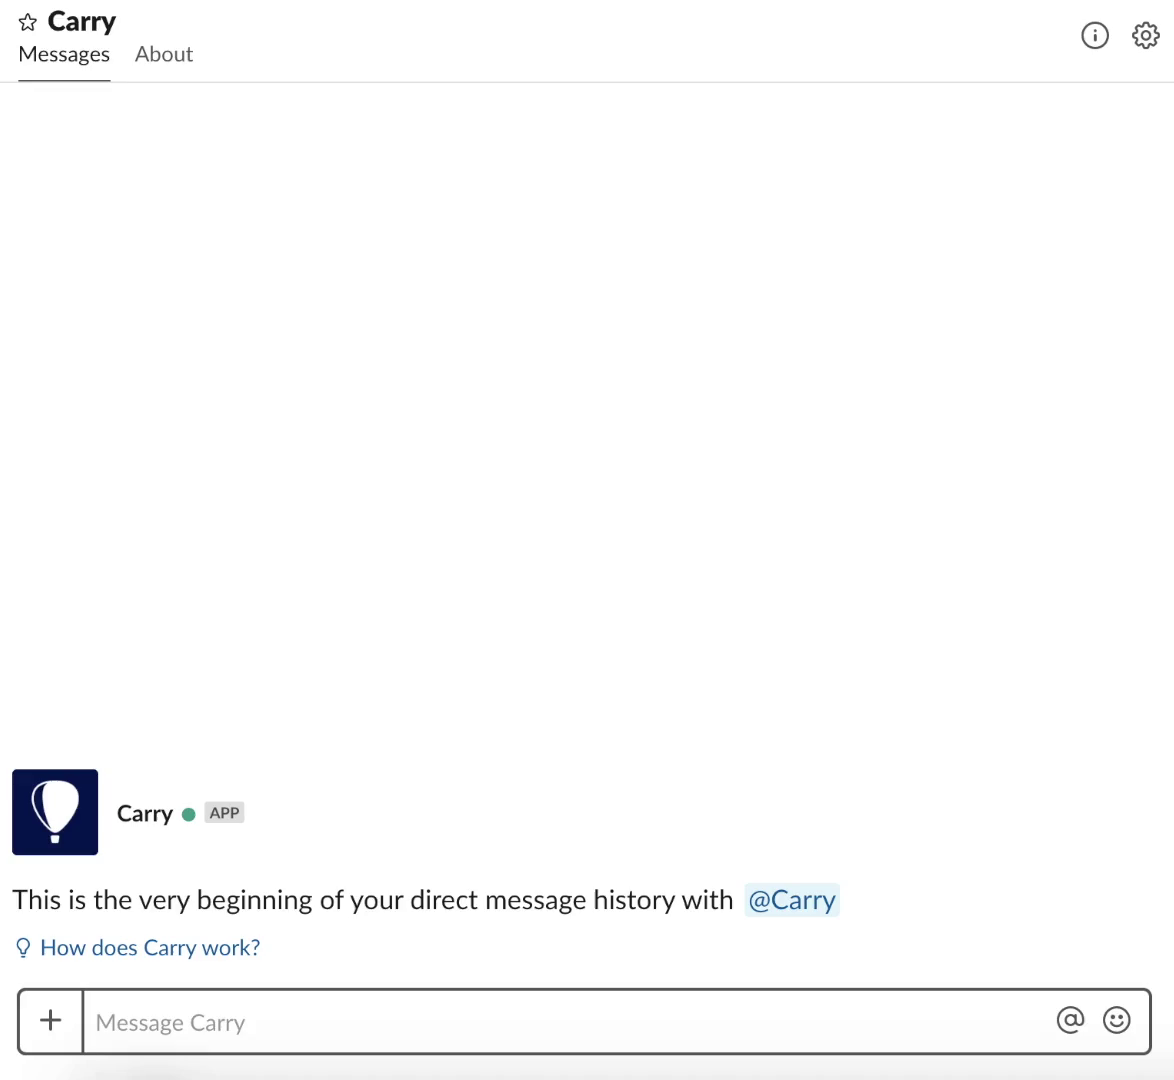 Carry
Messages About
Carry APP
This is the very beginning of your direct message history with @Carry
How does Carry work?
Message Carry